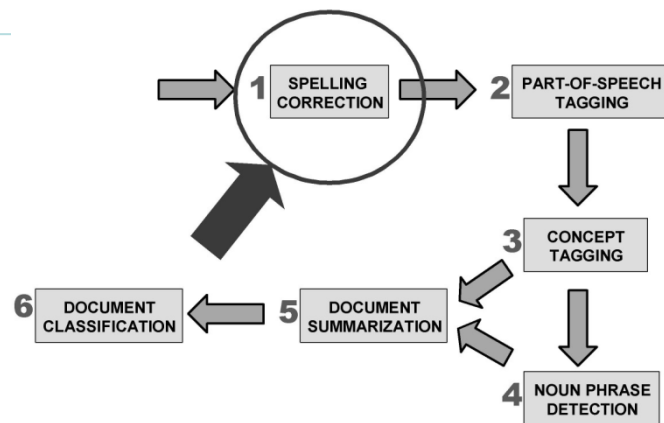 1 SPELLING
CORRECTION
2 PART-OF-SPEECH
TAGGING
3 CONCEPT
TAGGING
4 NOUN PHRASE
DETECTION
5 DOCUMENT
SUMMARIZATION
6 DOCUMENT
CLASSIFICATION